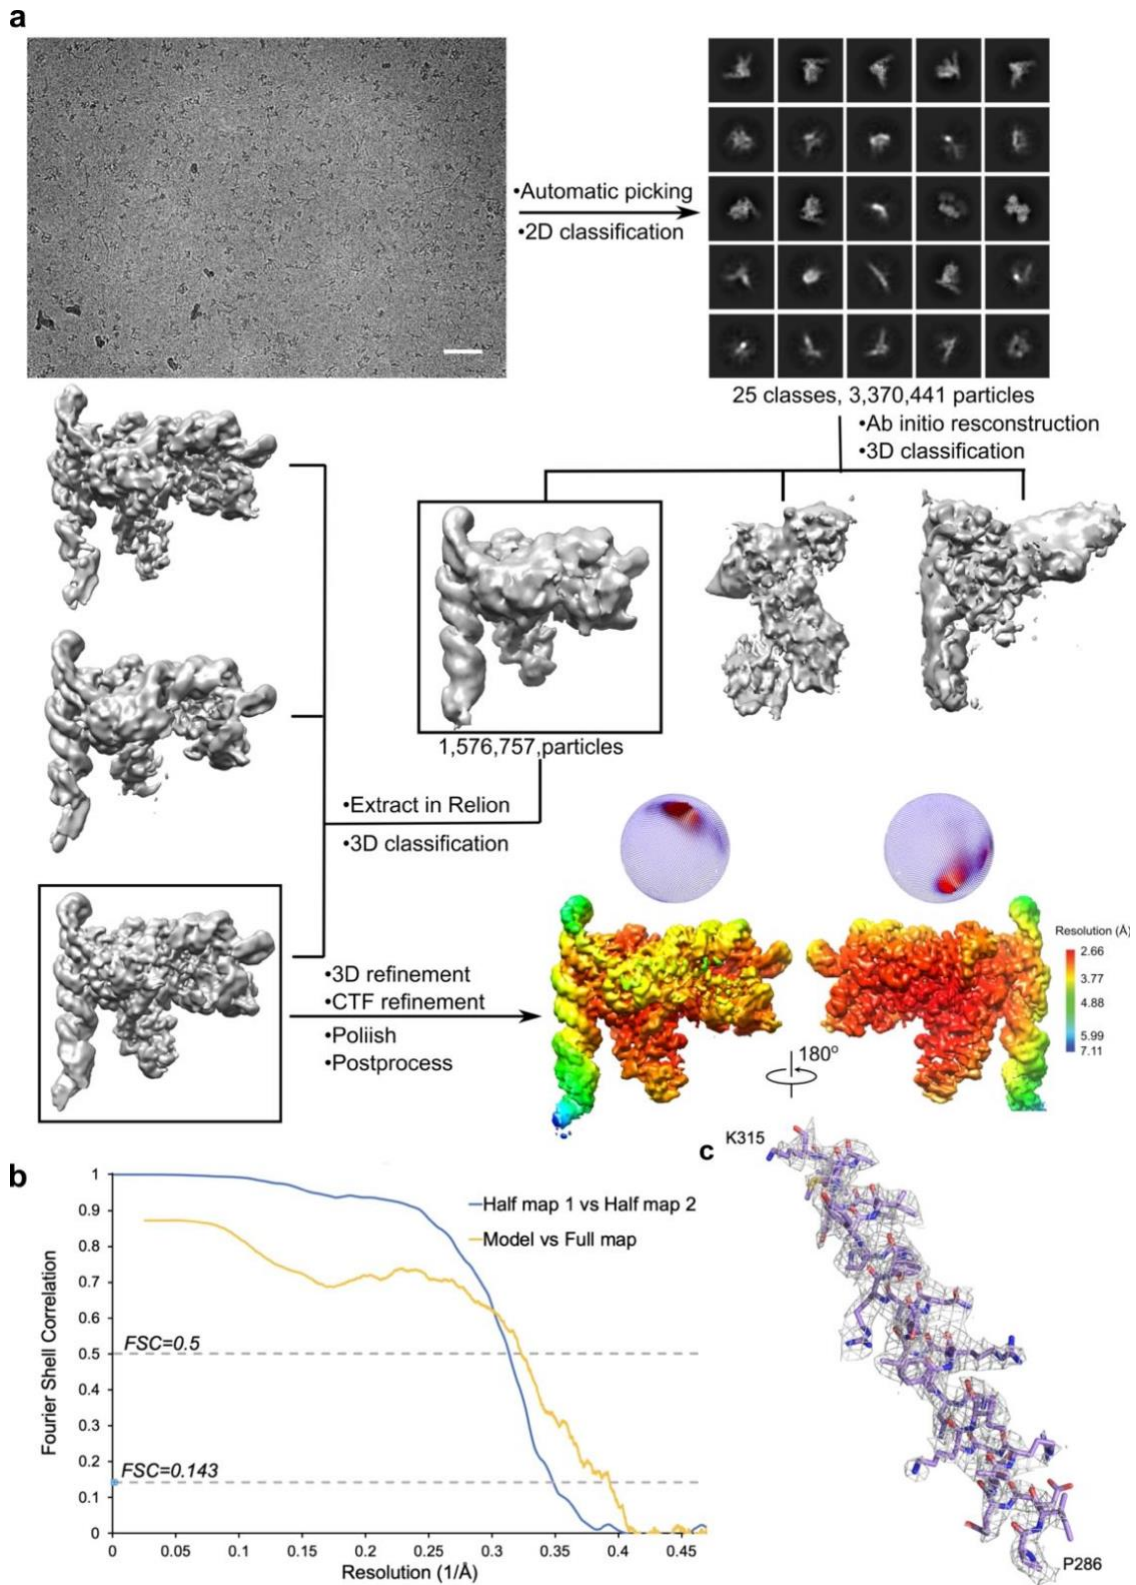 a
•Automatic picking
•2D classification
25 classes, 3,370,441 particles
•Ab initio resconstruction
•3D classification
1,576,757,particles
•Extract in Relion
•3D classification
•3D refinement
•CTF refinement
•Poliish
•Postprocess
Resolution (Å)
2.66
3.77
4.88
5.99
7.11
180°
b
1
0.9
0.8
0.7
0.6
0.5
0.4
0.3
0.2
0.1
0
Fourier Shell Correlation
Half map 1 vs Half map 2
Model vs Full map
FSC=0.5
FSC=0.143
0 0.05 0.1 0.15 0.2 0.25 0.3 0.35 0.4 0.45
Resolution (1/Å)
c
K315
P286